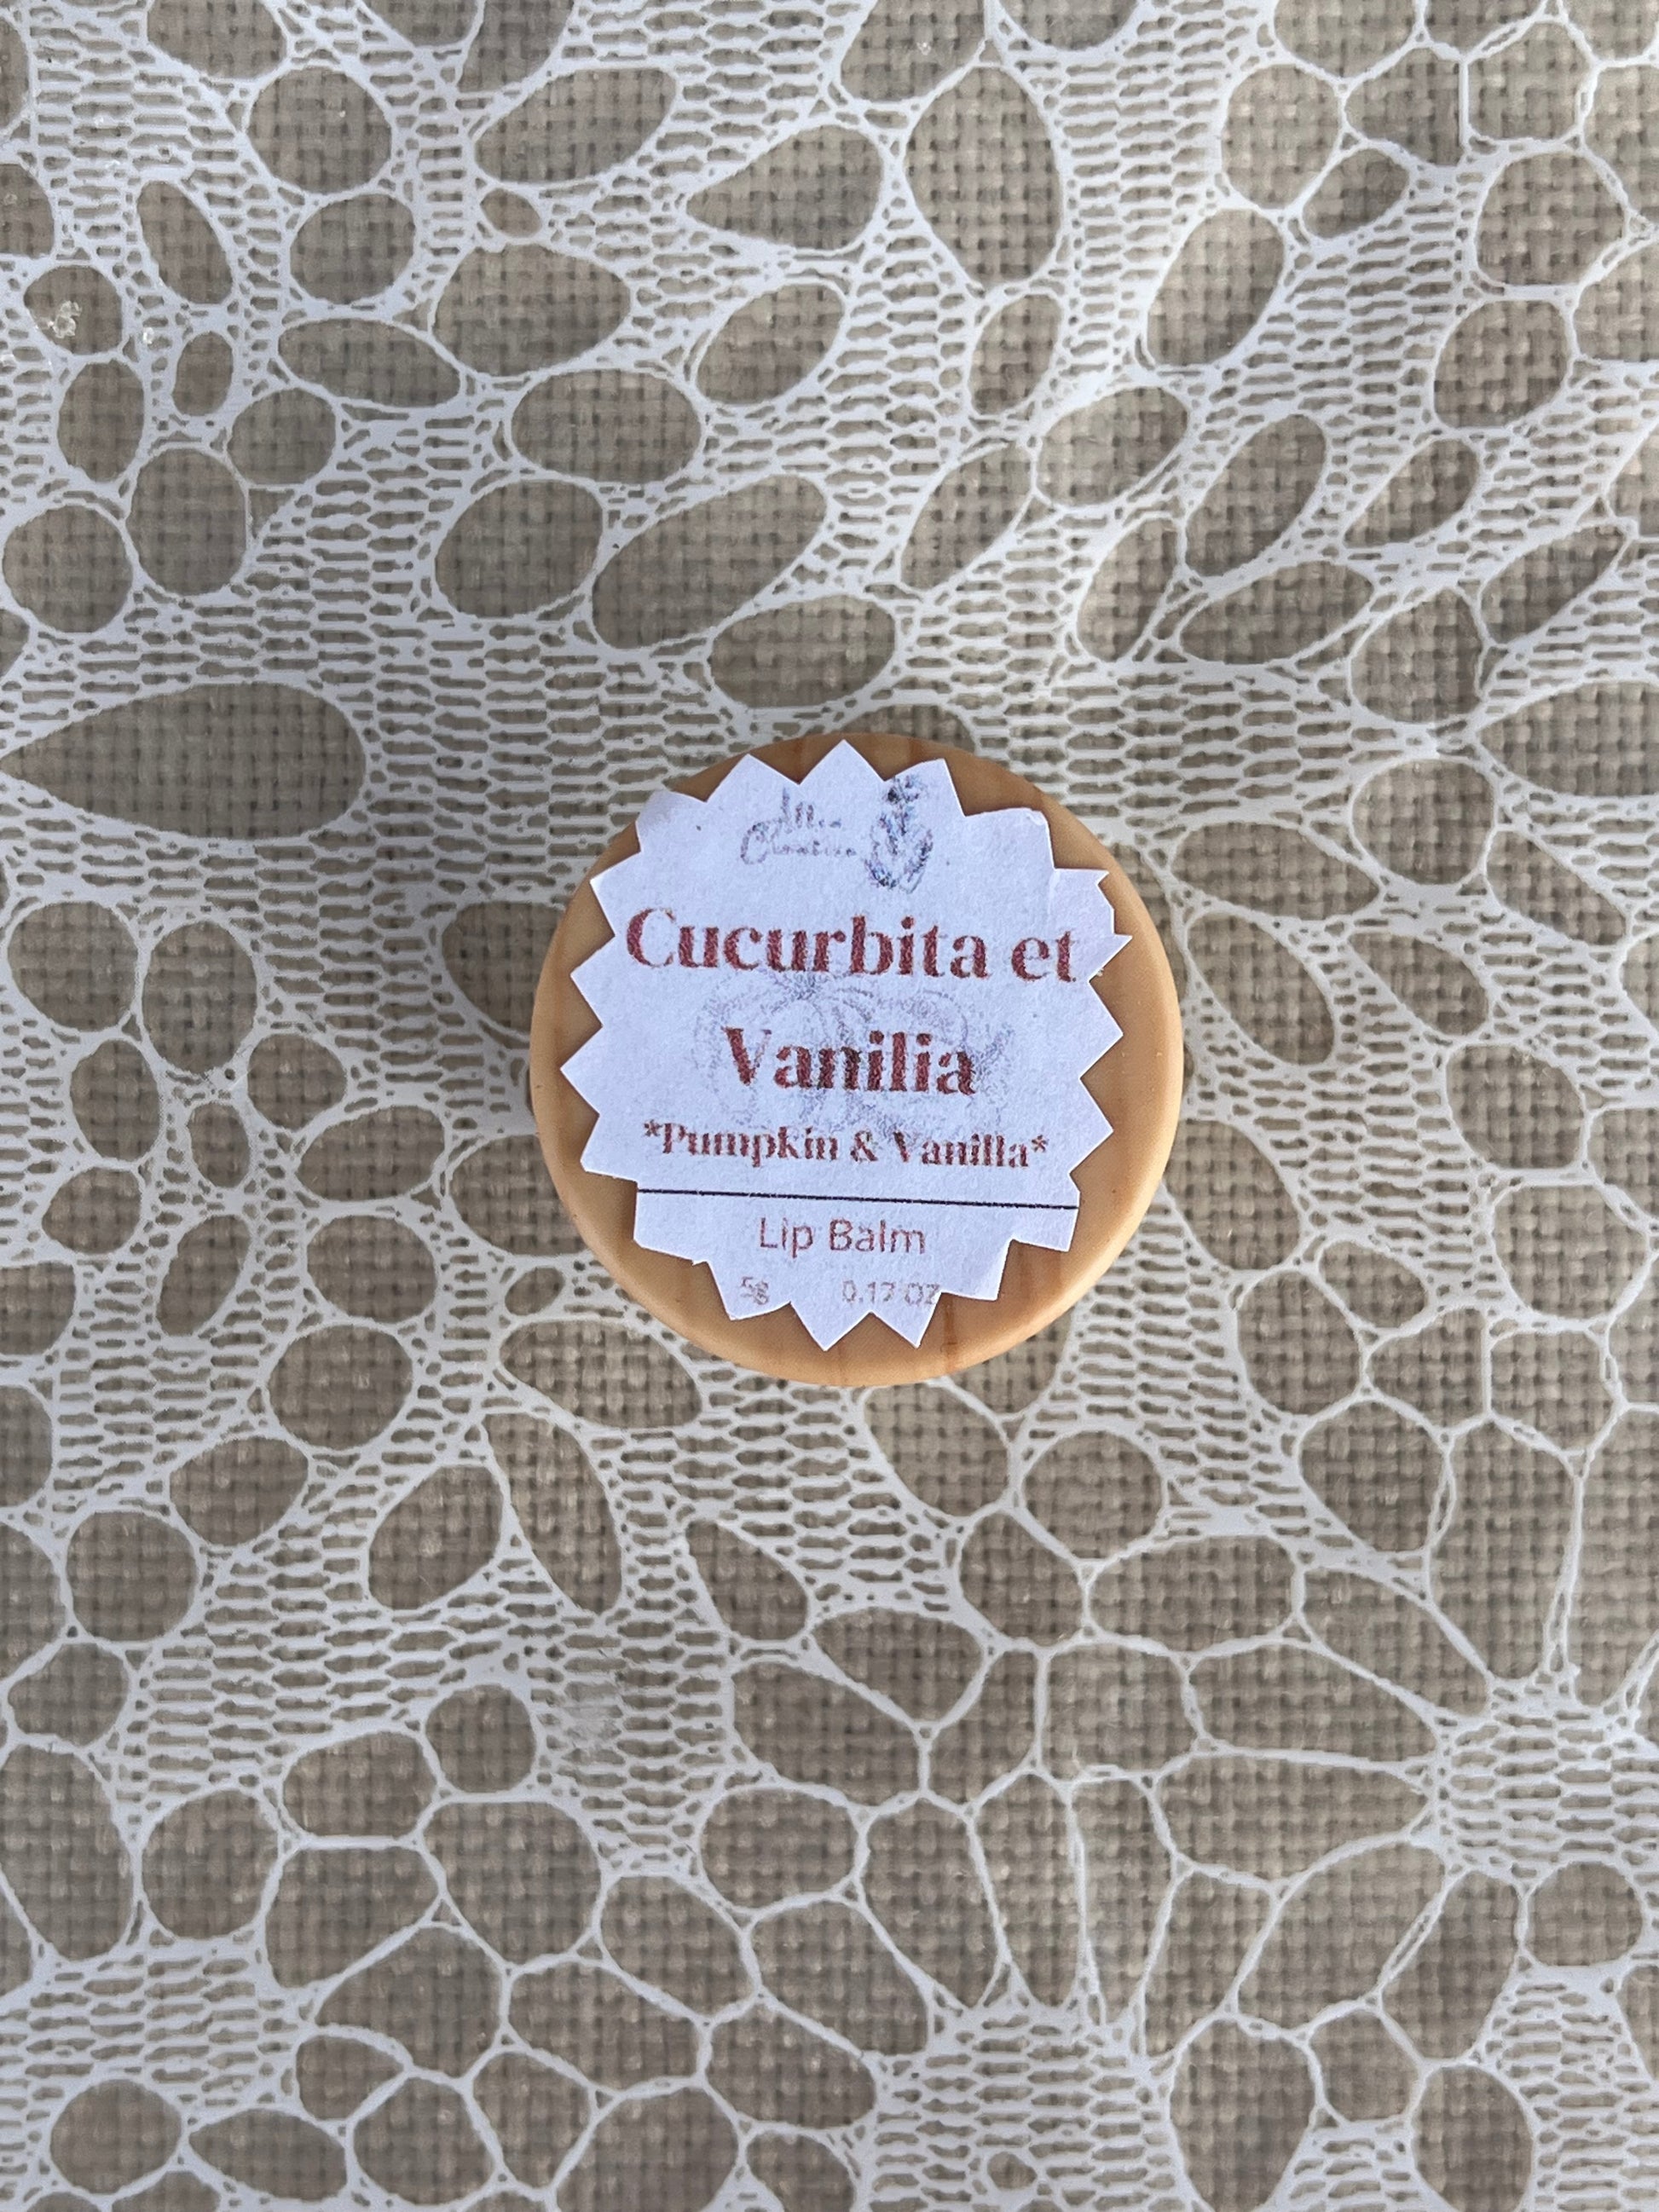 Cucurbita et
Vanilia
*Pumpkin & Vanilla*
Lip Balm
5g 0.17 OZ